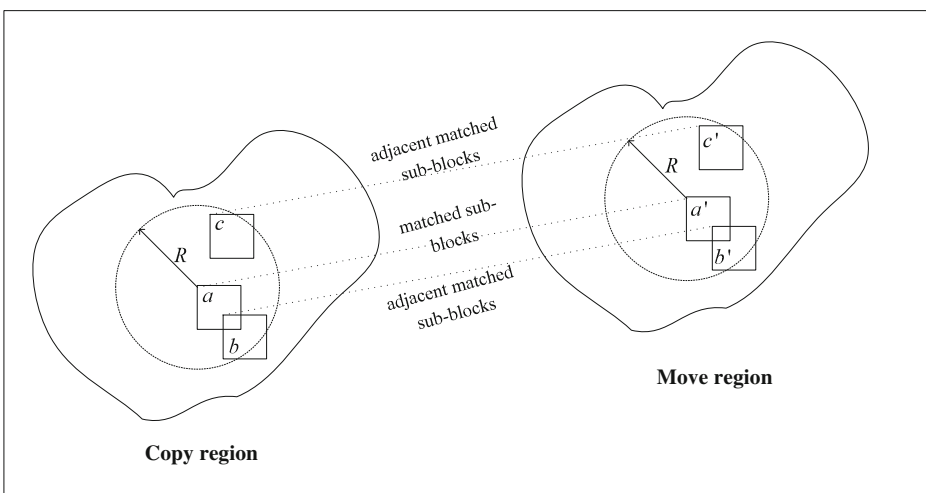 adjacent matched
sub-blocks
c'
R
a'
b'
matched sub-
blocks
c
R
a
b
adjacent matched
sub-blocks
Move region
Copy region